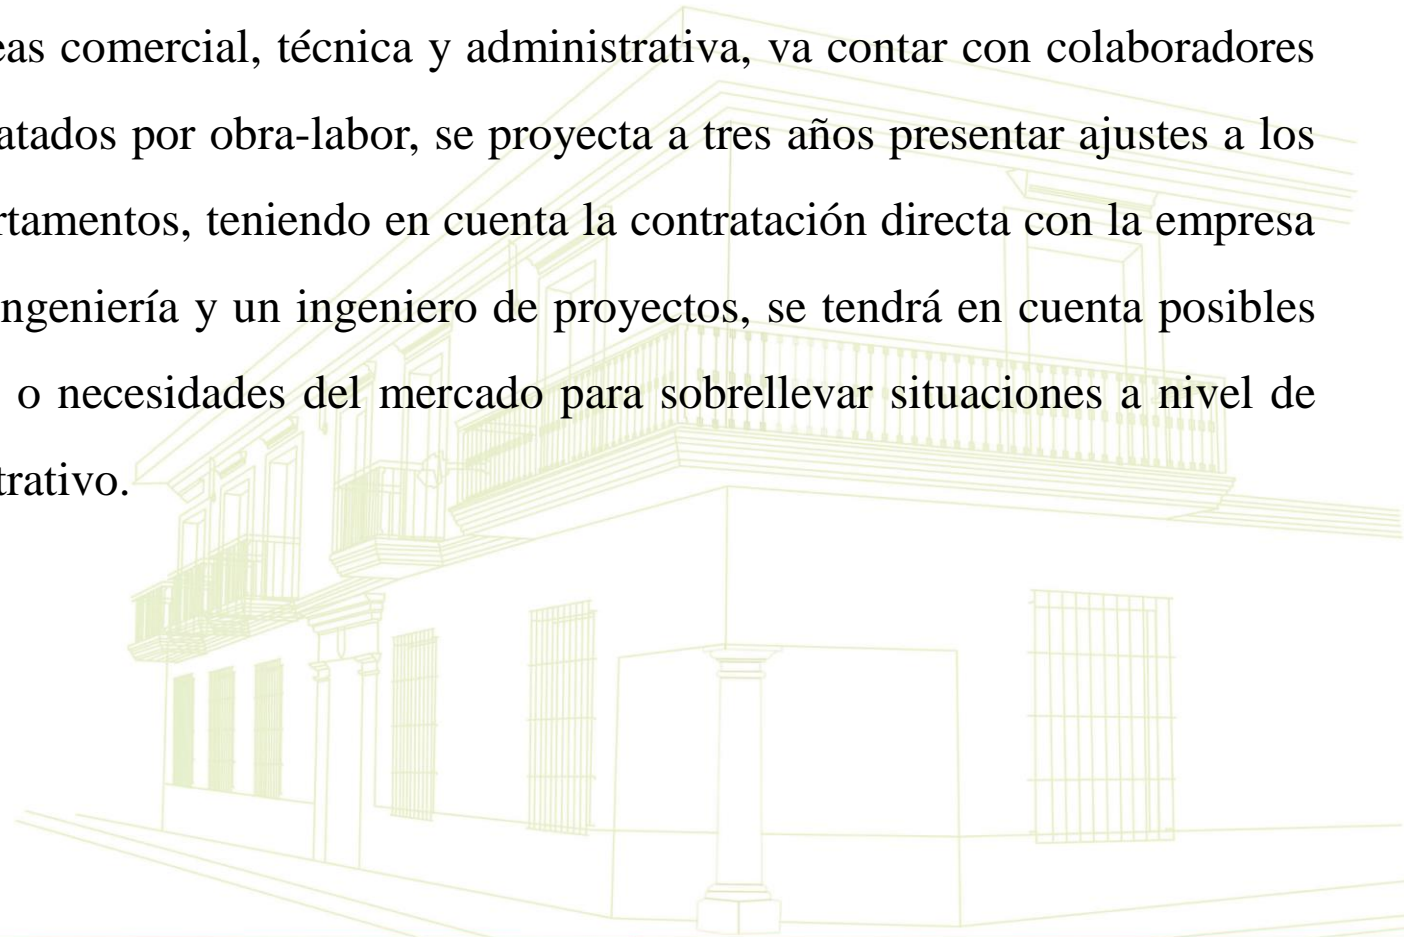 eas comercial, técnica y administrativa, va contar con colaboradores
atados por obra-labor, se proyecta a tres años presentar ajustes a los
rtamentos, teniendo en cuenta la contratación directa con la empresa
ingeniería y un ingeniero de proyectos, se tendrá en cuenta posibles
o necesidades del mercado para sobrellevar situaciones a nivel de
trativo.